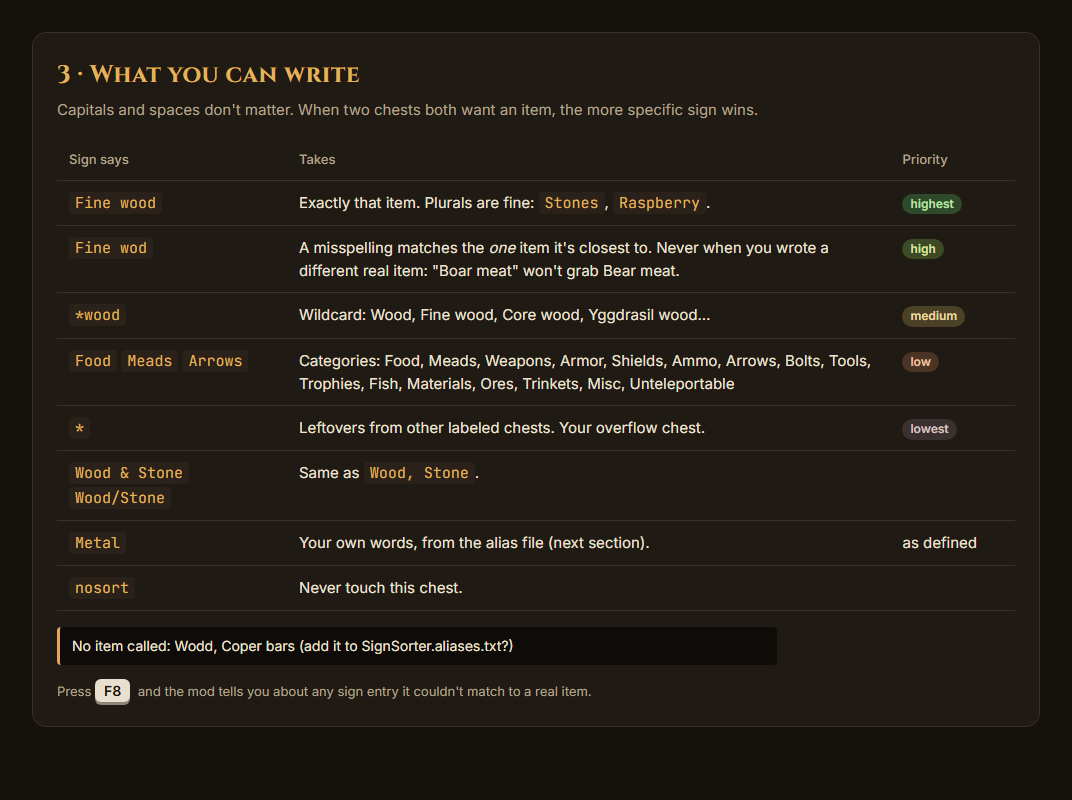 3 · What you can write
Capitals and spaces don't matter. When two chests both want an item, the more specific sign wins.
Sign says Takes Priority
Fine wood Exactly that item. Plurals are fine: Stones, Raspberry. highest
Fine wod A misspelling matches the one item it's closest to. Never when you wrote a high
different real item: "Boar meat" won't grab Bear meat.
*wood Wildcard: Wood, Fine wood, Core wood, Yggdrasil wood... medium
Food Meads Arrows Categories: Food, Meads, Weapons, Armor, Shields, Ammo, Arrows, Bolts, Tools, low
Trophies, Fish, Materials, Ores, Trinkets, Misc, Unteleportable
* Leftovers from other labeled chests. Your overflow chest. lowest
Wood & Stone Same as Wood, Stone.
Wood/Stone
Metal Your own words, from the alias file (next section). as defined
nosort Never touch this chest.
No item called: Wodd, Coper bars (add it to SignSorter.aliases.txt?)
Press F8 and the mod tells you about any sign entry it couldn't match to a real item.